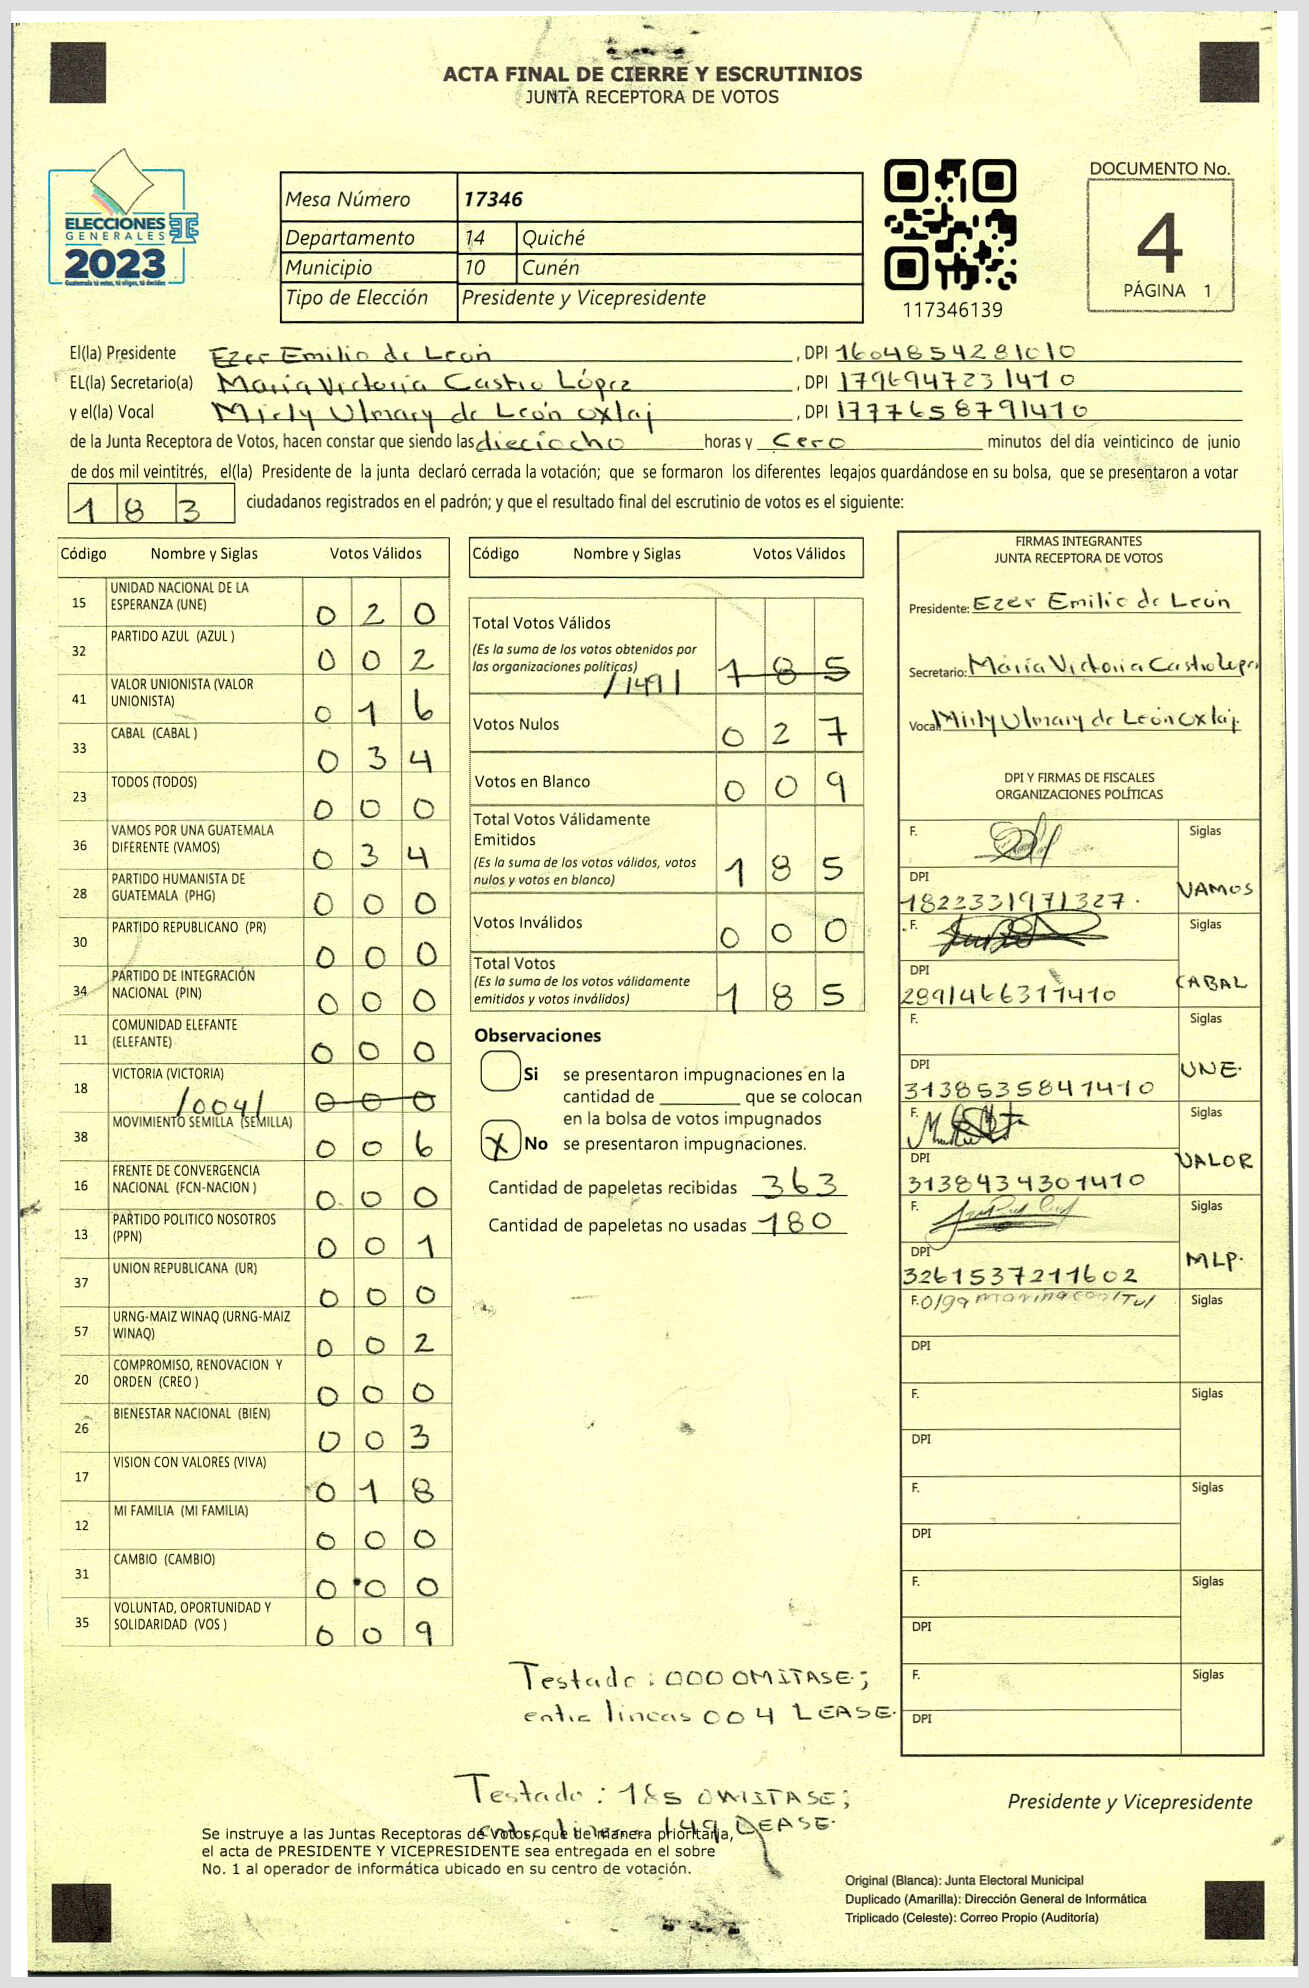 ACTA FINAL DE CIERRE Y ESCRUTINIOS
JUNTA RECEPTORA DE VOTOS
ELECCIONES
GENERALES
2023
Guatemala tú votas, tú eliges, tú decides
Mesa Número 17346
Departamento 14 Quiché
Municipio 10 Cunén
Tipo de Elección Presidente y Vicepresidente
117346139
DOCUMENTO No.
4
PÁGINA 1
El(la) Presidente Ezer Emilio de León, DPI 1604854281010
EL(la) Secretario(a) María Victoria Castro López, DPI 1796947231410
y el(la) Vocal Mirly Ulmary de León Oxlaj, DPI 1777658791410
de la Junta Receptora de Votos, hacen constar que siendo las dieciocho horas y cero minutos del día veinticinco de junio
de dos mil veintitrés, el(la) Presidente de la junta declaró cerrada la votación; que se formaron los diferentes legajos guardándose en su bolsa, que se presentaron a votar
183 ciudadanos registrados en el padrón; y que el resultado final del escrutinio de votos es el siguiente:
Código Nombre y Siglas Votos Válidos
15 UNIDAD NACIONAL DE LA ESPERANZA (UNE) 0 2 0
32 PARTIDO AZUL (AZUL ) 0 0 2
41 VALOR UNIONISTA (VALOR UNIONISTA) 0 1 6
33 CABAL (CABAL ) 0 3 4
23 TODOS (TODOS) 0 0 0
36 VAMOS POR UNA GUATEMALA DIFERENTE (VAMOS) 0 3 4
28 PARTIDO HUMANISTA DE GUATEMALA (PHG) 0 0 0
30 PARTIDO REPUBLICANO (PR) 0 0 0
34 PARTIDO DE INTEGRACIÓN NACIONAL (PIN) 0 0 0
11 COMUNIDAD ELEFANTE (ELEFANTE) 0 0 0
18 VICTORIA (VICTORIA) /004/ 0 0 0
38 MOVIMIENTO SEMILLA (SEMILLA) 0 0 6
16 FRENTE DE CONVERGENCIA NACIONAL (FCN-NACION ) 0 0 0
13 PARTIDO POLITICO NOSOTROS (PPN) 0 0 1
37 UNION REPUBLICANA (UR) 0 0 0
57 URNG-MAIZ WINAQ (URNG-MAIZ WINAQ) 0 0 2
20 COMPROMISO, RENOVACION Y ORDEN (CREO ) 0 0 0
26 BIENESTAR NACIONAL (BIEN) 0 0 3
17 VISION CON VALORES (VIVA) 0 1 8
12 MI FAMILIA (MI FAMILIA) 0 0 0
31 CAMBIO (CAMBIO) 0 0 0
35 VOLUNTAD, OPORTUNIDAD Y SOLIDARIDAD (VOS ) 0 0 9
Código Nombre y Siglas Votos Válidos
Total Votos Válidos
(Es la suma de los votos obtenidos por
las organizaciones políticas) /149/ 1 8 5
Votos Nulos 0 2 7
Votos en Blanco 0 0 9
Total Votos Válidamente
Emitidos
(Es la suma de los votos válidos, votos
nulos y votos en blanco) 1 8 5
Votos Inválidos 0 0 0
Total Votos
(Es la suma de los votos válidamente
emitidos y votos inválidos) 1 8 5
Observaciones
Si se presentaron impugnaciones en la
cantidad de ________ que se colocan
en la bolsa de votos impugnados
X No se presentaron impugnaciones.
Cantidad de papeletas recibidas 363
Cantidad de papeletas no usadas 180
FIRMAS INTEGRANTES
JUNTA RECEPTORA DE VOTOS
Presidente: Ezer Emilio de León
Secretario: María Victoria Castro Lopez
Vocal Mirly Ulmary de León Oxlaj
DPI Y FIRMAS DE FISCALES
ORGANIZACIONES POLÍTICAS
F. Siglas
DPI
1822331971327. VAMOS
F. Siglas
DPI
2891466311410 CABAL
F. Siglas
DPI
3138535841410 UNE.
F. Siglas
DPI
3138434301410 VALOR
F. Siglas
DPI
3261537211602 MLP.
F. Olga Marina Siglas
DPI
F. Siglas
DPI
F. Siglas
DPI
F. Siglas
DPI
F. Siglas
DPI
Testado: 000 OMITASE;
entre lineas 004 LEASE.
Testado: 185 OMITASE;
entre lineas 149 LEASE.
Presidente y Vicepresidente
Se instruye a las Juntas Receptoras de Votos, que de manera prioritaria,
el acta de PRESIDENTE Y VICEPRESIDENTE sea entregada en el sobre
No. 1 al operador de informática ubicado en su centro de votación.
Original (Blanca): Junta Electoral Municipal
Duplicado (Amarilla): Dirección General de Informática
Triplicado (Celeste): Correo Propio (Auditoría)